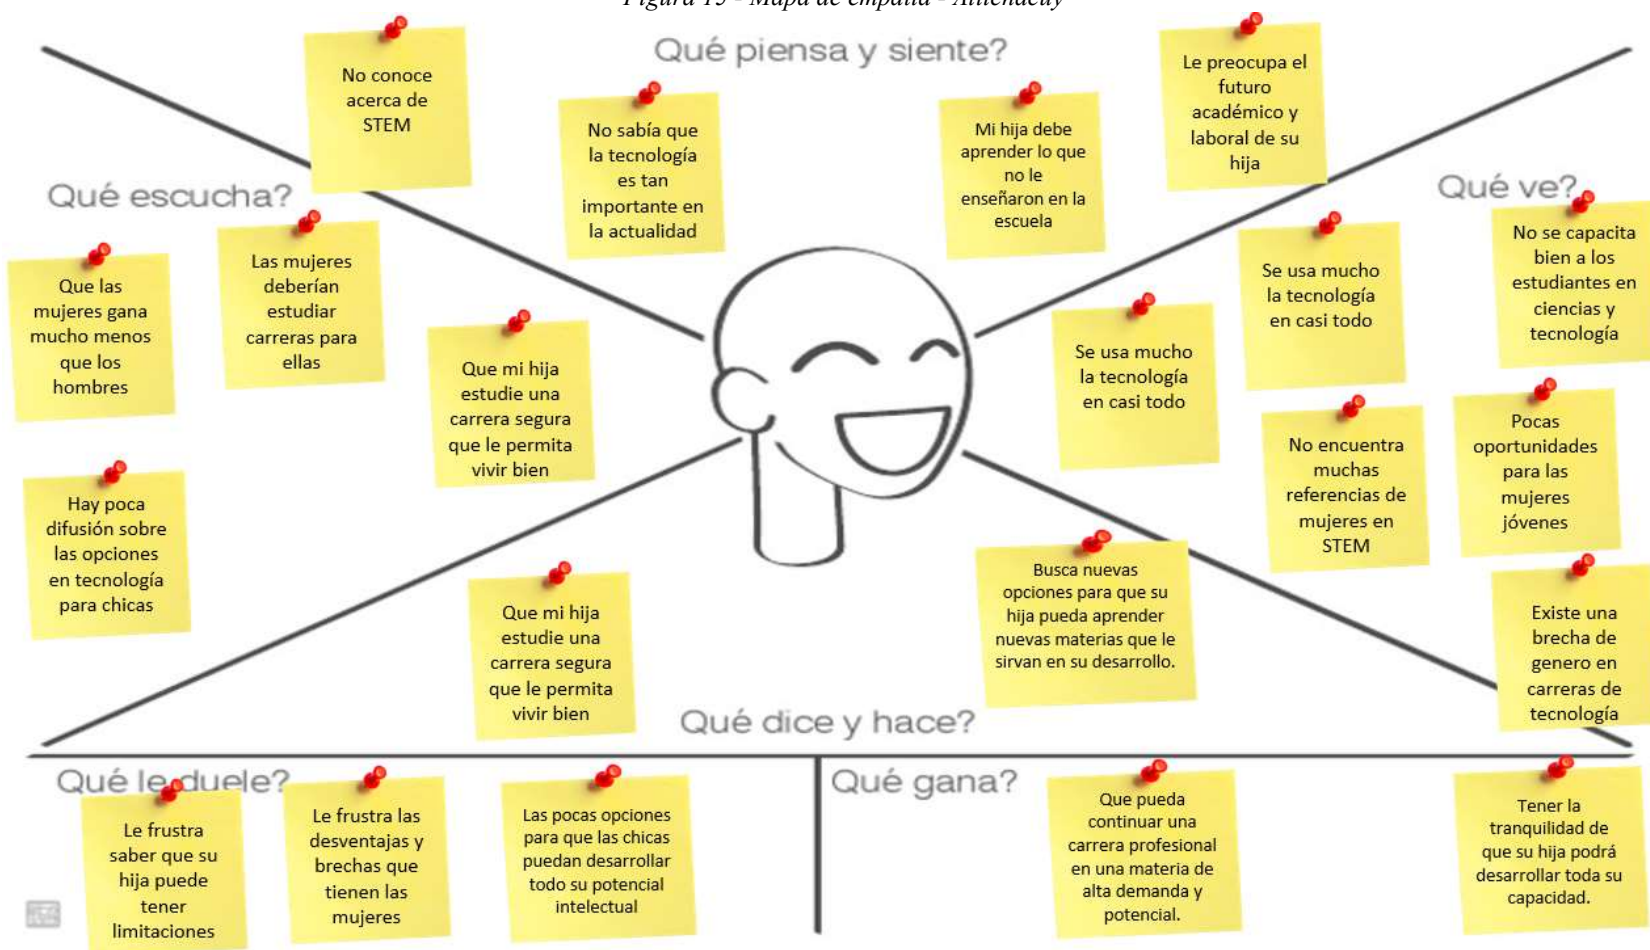 Figura 15 - Mapa de empatía -
Qué piensa y siente?
No conoce
acerca de
STEM
No sabía que
la tecnología
es tan
importante en
la actualidad
Mi hija debe
aprender lo que
no le
enseñaron en la
escuela
Le preocupa el
futuro
académico y
laboral de su
hija
Qué escucha?
Que las
mujeres gana
mucho menos
que los
hombres
Las mujeres
deberían
estudiar
carreras para
ellas
Que mi hija
estudie una
carrera segura
que le permita
vivir bien
Hay poca
difusión sobre
las opciones
en tecnología
para chicas
Qué ve?
Se usa mucho
la tecnología
en casi todo
Se usa mucho
la tecnología
en casi todo
No se capacita
bien a los
estudiantes en
ciencias y
tecnología
No encuentra
muchas
referencias de
mujeres en
STEM
Pocas
oportunidades
para las
mujeres
jóvenes
Existe una
brecha de
genero en
carreras de
tecnología
Qué dice y hace?
Que mi hija
estudie una
carrera segura
que le permita
vivir bien
Busca nuevas
opciones para que su
hija pueda aprender
nuevas materias que le
sirvan en su desarrollo.
Qué le duele?
Le frustra
saber que su
hija puede
tener
limitaciones
Le frustra las
desventajas y
brechas que
tienen las
mujeres
Las pocas opciones
para que las chicas
puedan desarrollar
todo su potencial
intelectual
Qué gana?
Que pueda
continuar una
carrera profesional
en una materia de
alta demanda y
potencial.
Tener la
tranquilidad de
que su hija podrá
desarrollar toda su
capacidad.